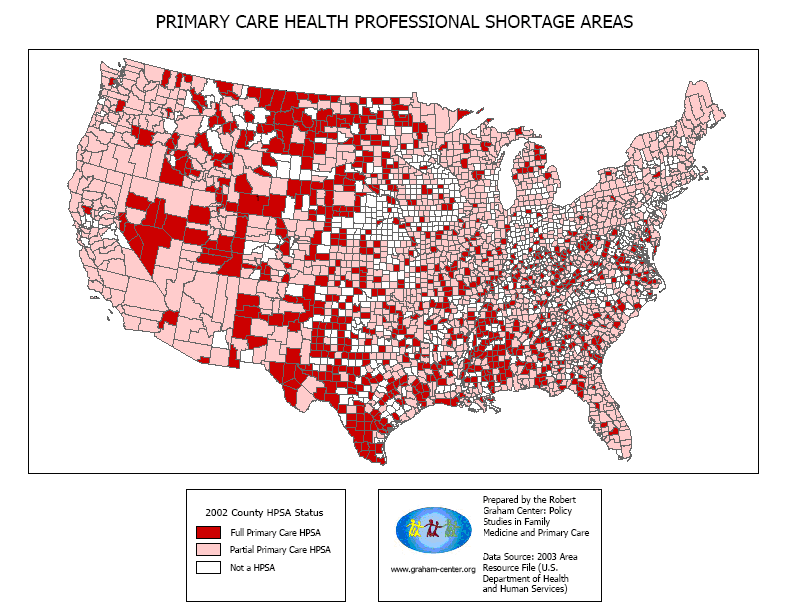 PRIMARY CARE HEALTH PROFESSIONAL SHORTAGE AREAS
2002 County HPSA Status
Full Primary Care HPSA
Partial Primary Care HPSA
Not a HPSA
www.graham-center.org
Prepared by the Robert
Graham Center: Policy
Studies in Family
Medicine and Primary Care
Data Source: 2003 Area
Resource File (U.S.
Department of Health
and Human Services)